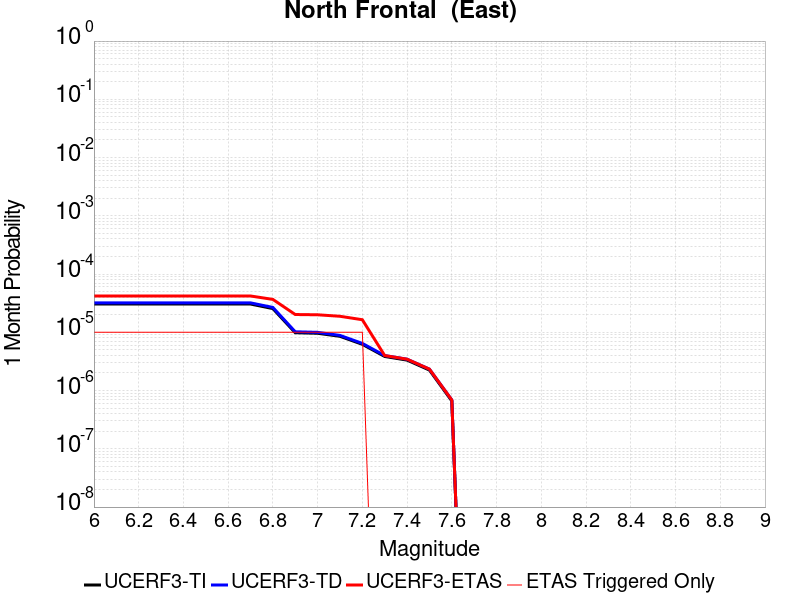 North Frontal  (East)
10 0
10 -1
10 -2
10 -3
10 -4
10 -5
10 -6
10 -7
10 -8
1 Month Probability
6 6.2 6.4 6.6 6.8 7 7.2 7.4 7.6 7.8 8 8.2 8.4 8.6 8.8 9
Magnitude
UCERF3-TI UCERF3-TD UCERF3-ETAS ETAS Triggered Only